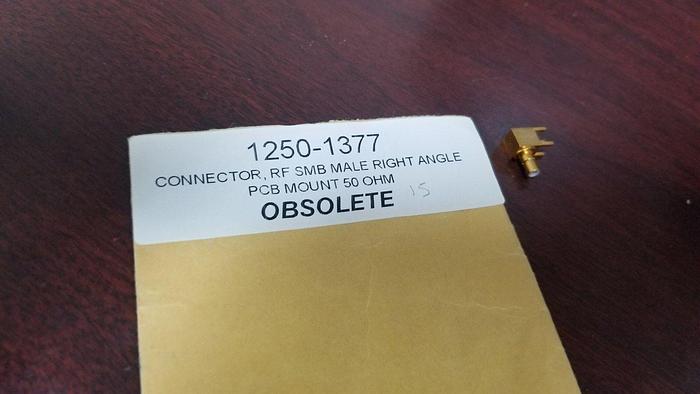 1250-1377
CONNECTOR, RF SMB MALE RIGHT ANGLE
PCB MOUNT 50 OHM
OBSOLETE 15